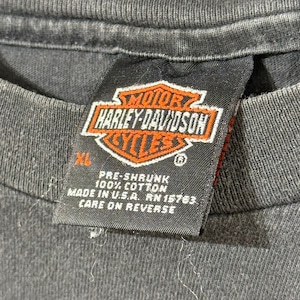 MOTOR
HARLEY-DAVIDSON
CYCLES
XL ®
PRE-SHRUNK
100% COTTON
MADE IN U.S.A. RN 15763
CARE ON REVERSE